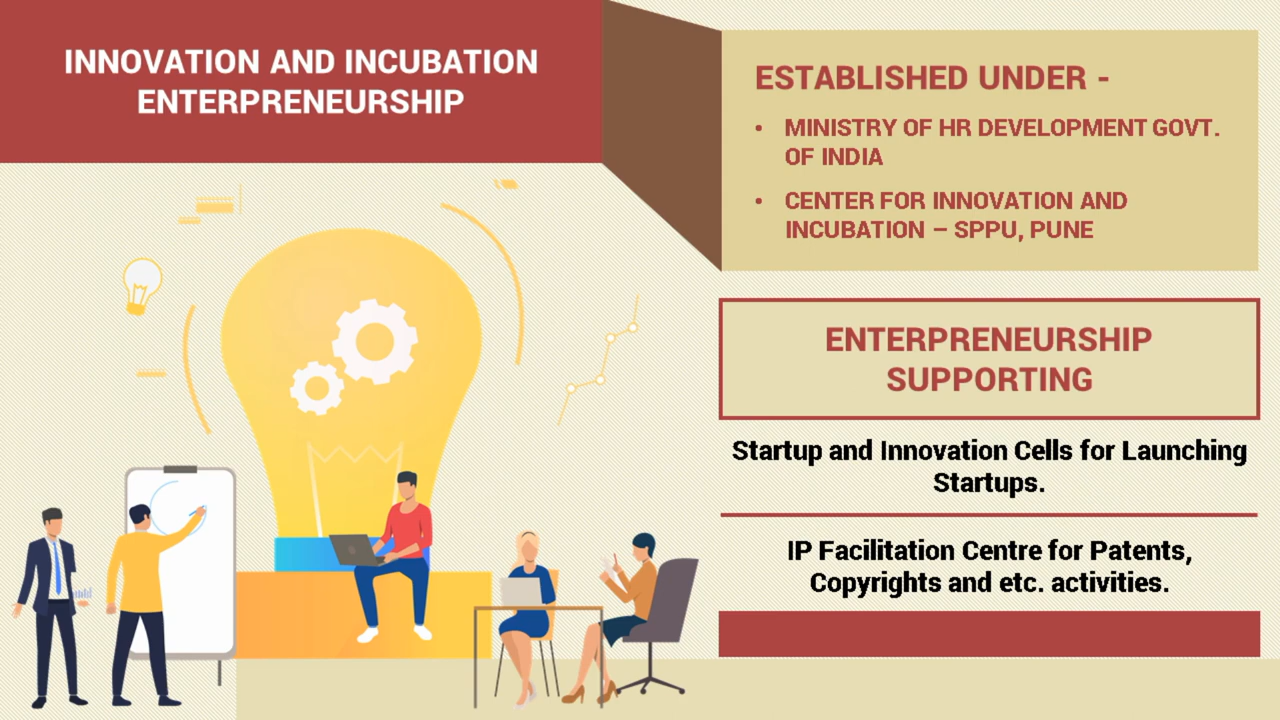 INNOVATION AND INCUBATION
ENTERPRENEURSHIP
ESTABLISHED UNDER -
• MINISTRY OF HR DEVELOPMENT GOVT.
OF INDIA
• CENTER FOR INNOVATION AND
INCUBATION – SPPU, PUNE
ENTERPRENEURSHIP
SUPPORTING
Startup and Innovation Cells for Launching
Startups.
IP Facilitation Centre for Patents,
Copyrights and etc. activities.